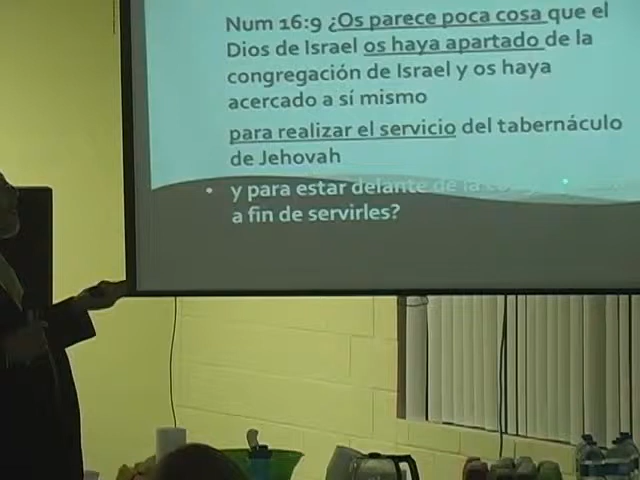 Num 16:9 ¿Os parece poca cosa que el
Dios de Israel os haya apartado de la
congregación de Israel y os haya
acercado a sí mismo
para realizar el servicio del tabernáculo
de Jehovah
• y para estar delante de la
a fin de servirles?